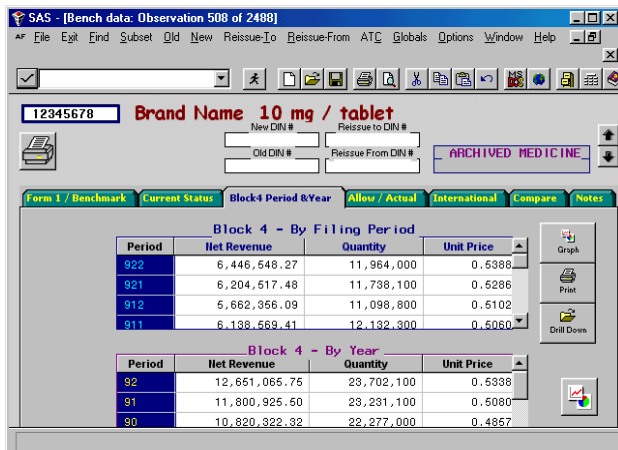 SAS - [Bench data: Observation 508 of 2488]
AF File Exit Find Subset Old New Reissue-To Reissue-From ATC Globals Options Window Help
12345678 Brand Name 10 mg / tablet
New DIN # Reissue to DIN #
Old DIN # Reissue From DIN # ARCHIVED MEDICINE
Form 1 / Benchmark Current Status Block4 Period &Year Allow / Actual International Compare Notes
Block 4 - By Filing Period
Period Net Revenue Quantity Unit Price
922 6,446,548.27 11,964,000 0.5388
921 6,204,517.48 11,738,100 0.5286
912 5,662,356.09 11,098,800 0.5102
911 6,138,569.41 12,132,300 0.5060
Graph
Print
Drill Down
Block 4 - By Year
Period Net Revenue Quantity Unit Price
92 12,651,065.75 23,702,100 0.5338
91 11,800,925.50 23,231,100 0.5080
90 10,820,322.32 22,277,000 0.4857